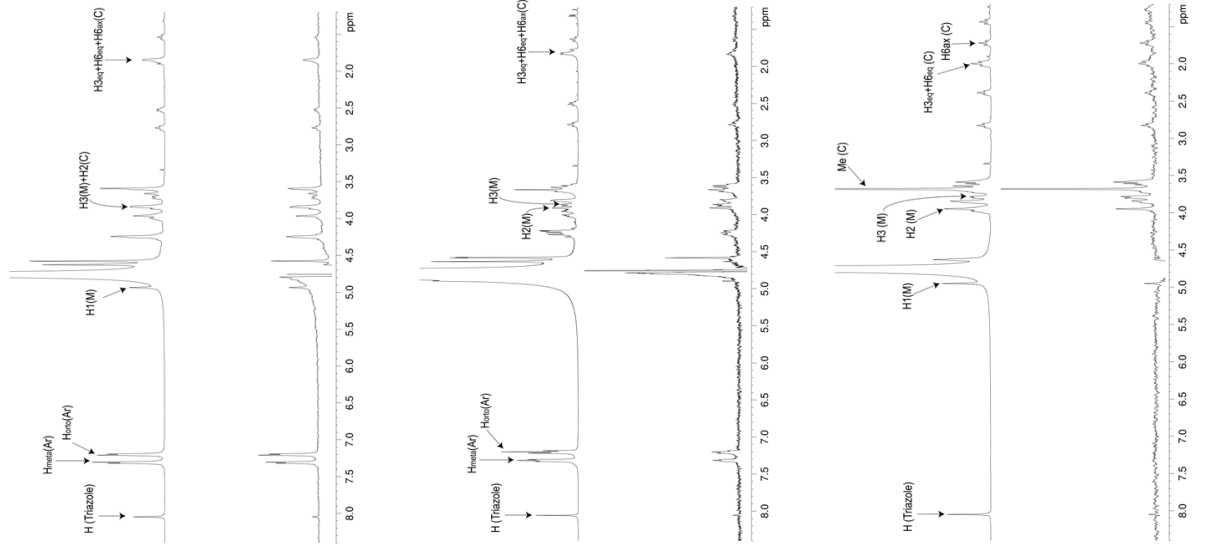 H (Triazole)
Hmeta(Ar)
Horto(Ar)
H1(M)
H3(M)+H2(C)
H3eq+H6eq+H6ax(C)
8.0 7.5 7.0 6.5 6.0 5.5 5.0 4.5 4.0 3.5 3.0 2.5 2.0 ppm
H (Triazole)
Hmeta(Ar)
Horto(Ar)
H2(M)
H3(M)
H3eq+H6eq+H6ax(C)
8.0 7.5 7.0 6.5 6.0 5.5 5.0 4.5 4.0 3.5 3.0 2.5 2.0 ppm
H (Triazole)
H1(M)
H2 (M)
H3 (M)
Me (C)
H3eq+H6eq (C)
H6ax (C)
8.0 7.5 7.0 6.5 6.0 5.5 5.0 4.5 4.0 3.5 3.0 2.5 2.0 ppm